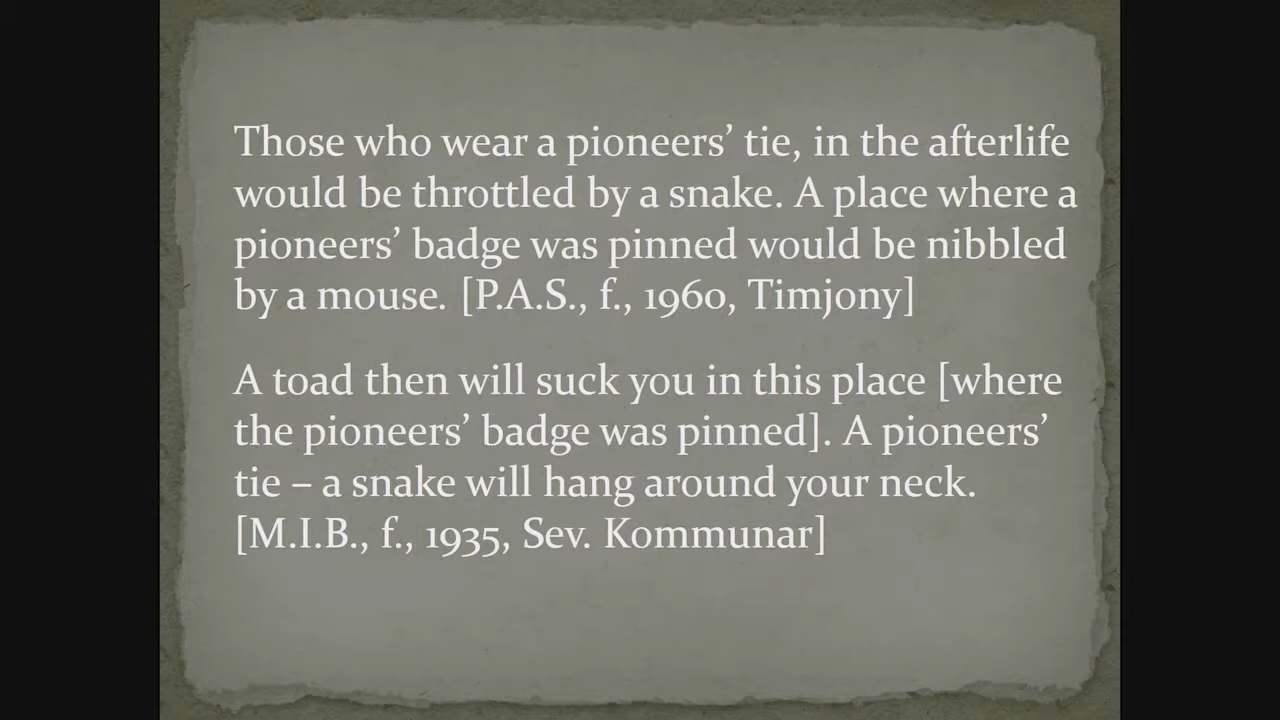 Those who wear a pioneers’ tie, in the afterlife
would be throttled by a snake. A place where a
pioneers’ badge was pinned would be nibbled
by a mouse. [P.A.S., f., 1960, Timjony]
A toad then will suck you in this place [where
the pioneers’ badge was pinned]. A pioneers’
tie – a snake will hang around your neck.
[M.I.B., f., 1935, Sev. Kommunar]